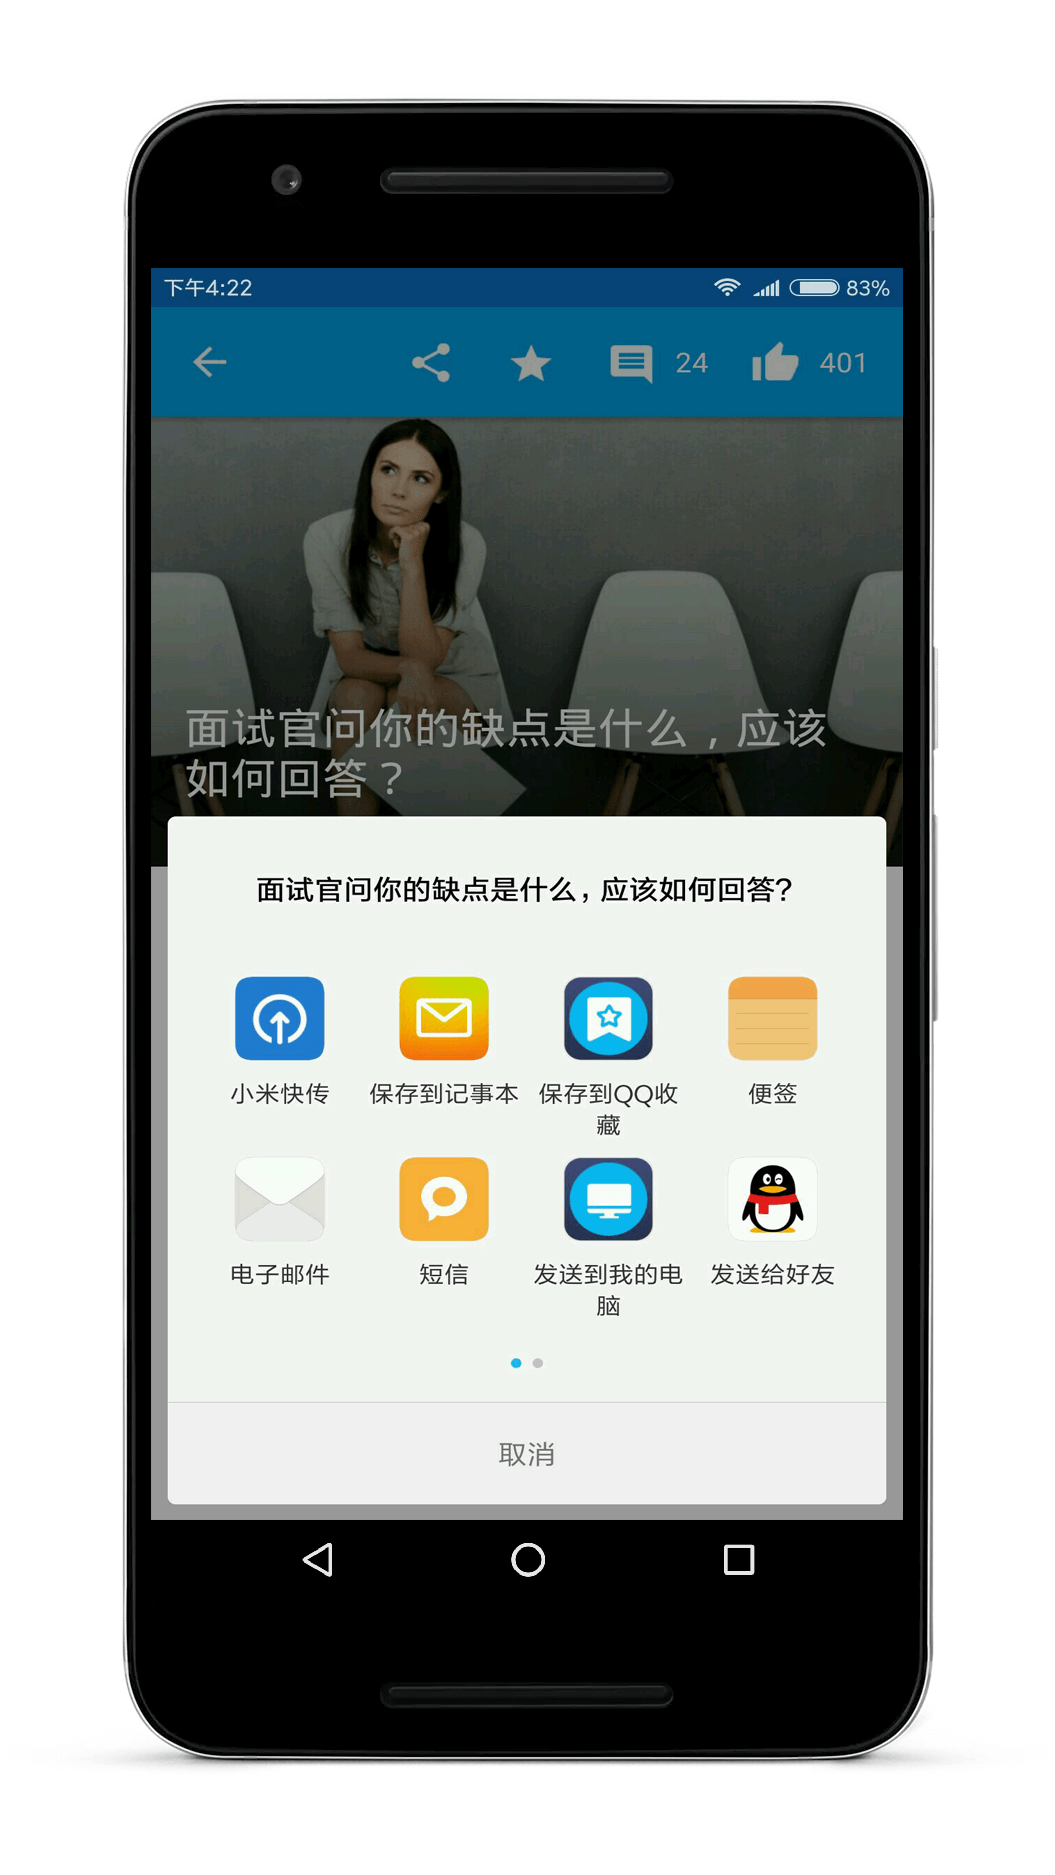 下午4:22
83%
24
401
面试官问你的缺点是什么，应该
如何回答？
面试官问你的缺点是什么，应该如何回答?
小米快传
保存到记事本
保存到QQ收
藏
便签
电子邮件
短信
发送到我的电
脑
发送给好友
取消